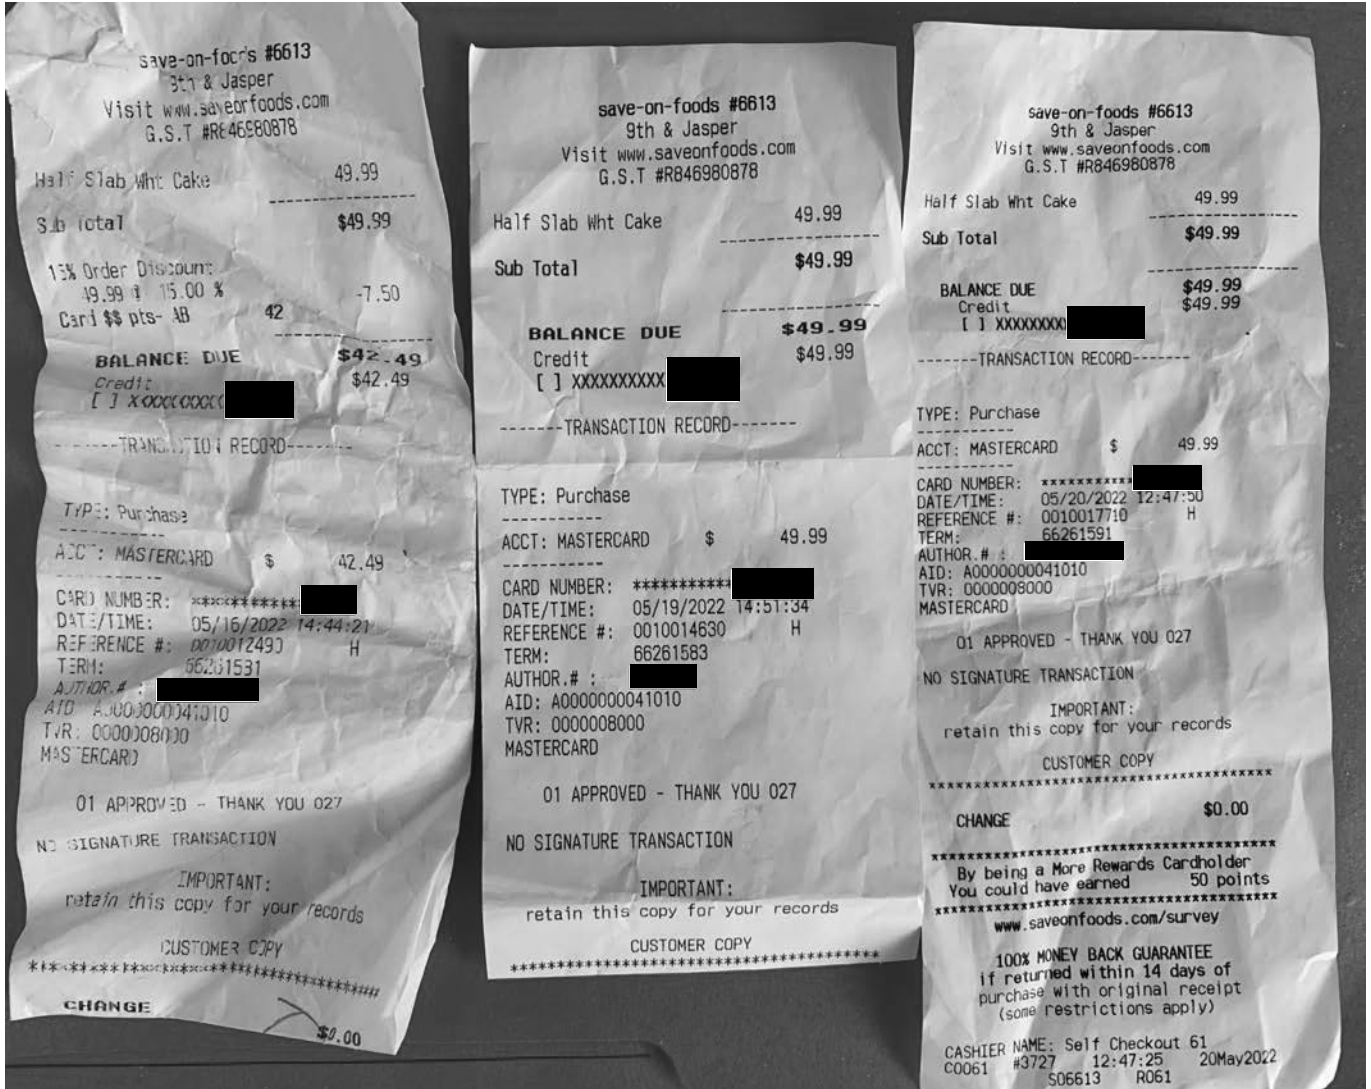 save-on-foods #6613
9th & Jasper
Visit www.saveonfoods.com
G.S.T #R846980878
Half Slab Wht Cake 49.99
Sub Total $49.99
15% Order Discount
49.99 @ 15.00 % -7.50
Card $$ pts- AB 42
BALANCE DUE $42.49
Credit $42.49
[ ] XXXXXXXXXX
-------TRANSACTION RECORD-------
TYPE: Purchase
-----------
ACCT: MASTERCARD $ 42.49
-----------
CARD NUMBER: ************
DATE/TIME: 05/16/2022 14:44:21
REFERENCE #: 0010012490 H
TERM: 66261531
AUTHOR.# :
AID: A0000000041010
TVR: 0000008000
MASTERCARD
01 APPROVED - THANK YOU 027
NO SIGNATURE TRANSACTION
IMPORTANT:
retain this copy for your records
CUSTOMER COPY
****************************************
CHANGE $0.00
save-on-foods #6613
9th & Jasper
Visit www.saveonfoods.com
G.S.T #R846980878
Half Slab Wht Cake 49.99
Sub Total $49.99
BALANCE DUE $49.99
Credit $49.99
[ ] XXXXXXXXXX
-------TRANSACTION RECORD-------
TYPE: Purchase
-----------
ACCT: MASTERCARD $ 49.99
-----------
CARD NUMBER: ***********
DATE/TIME: 05/19/2022 14:51:34
REFERENCE #: 0010014630 H
TERM: 66261583
AUTHOR.# :
AID: A0000000041010
TVR: 0000008000
MASTERCARD
01 APPROVED - THANK YOU 027
NO SIGNATURE TRANSACTION
IMPORTANT:
retain this copy for your records
CUSTOMER COPY
****************************************
save-on-foods #6613
9th & Jasper
Visit www.saveonfoods.com
G.S.T #R846980878
Half Slab Wht Cake 49.99
Sub Total $49.99
BALANCE DUE $49.99
Credit $49.99
[ ] XXXXXXXXX
-------TRANSACTION RECORD-------
TYPE: Purchase
-----------
ACCT: MASTERCARD $ 49.99
-----------
CARD NUMBER: ***********
DATE/TIME: 05/20/2022 12:47:50
REFERENCE #: 0010017710 H
TERM: 66261591
AUTHOR.# :
AID: A0000000041010
TVR: 0000008000
MASTERCARD
01 APPROVED - THANK YOU 027
NO SIGNATURE TRANSACTION
IMPORTANT:
retain this copy for your records
CUSTOMER COPY
****************************************
CHANGE $0.00
****************************************
By being a More Rewards Cardholder
You could have earned 50 points
****************************************
www.saveonfoods.com/survey
100% MONEY BACK GUARANTEE
if returned within 14 days of
purchase with original receipt
(some restrictions apply)
CASHIER NAME: Self Checkout 61
C0061 #3727 12:47:25 20May2022
S06613 R061